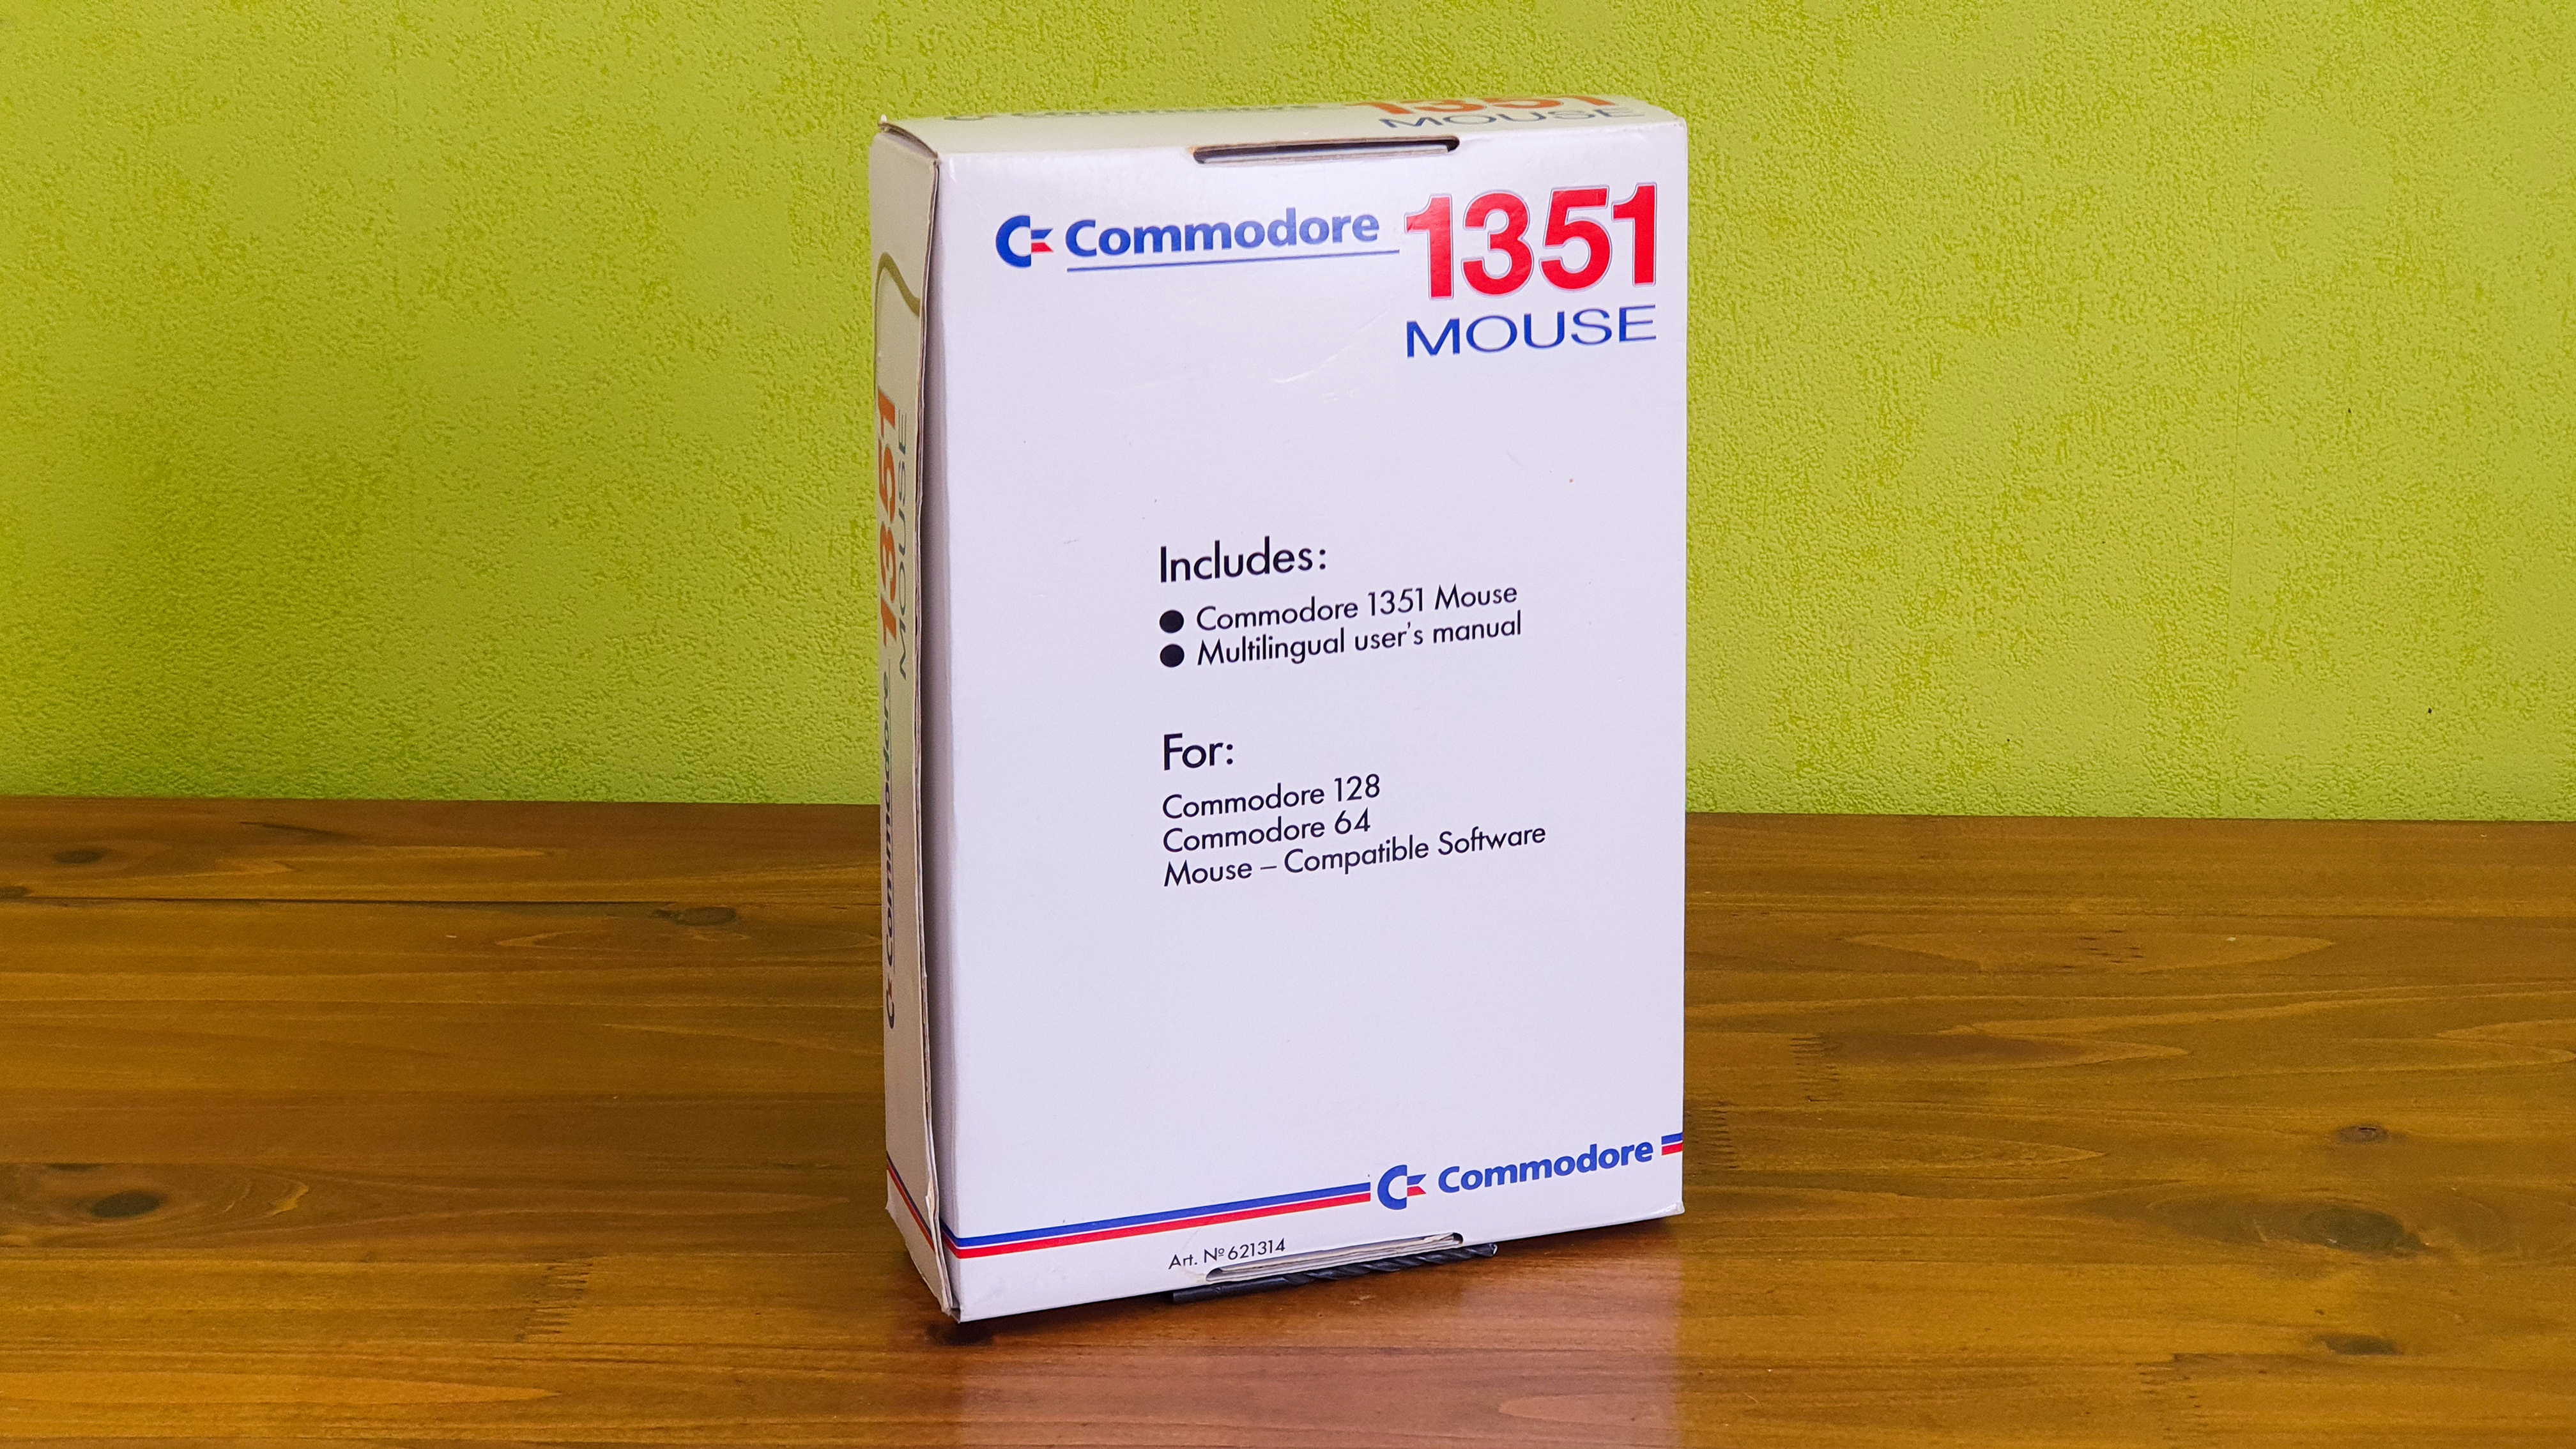 Commodore 1351
MOUSE
Commodore 1351
MOUSE
Commodore 1351
MOUSE
Includes:
● Commodore 1351 Mouse
● Multilingual user's manual
For:
Commodore 128
Commodore 64
Mouse – Compatible Software
Commodore
Art. Nº 621314